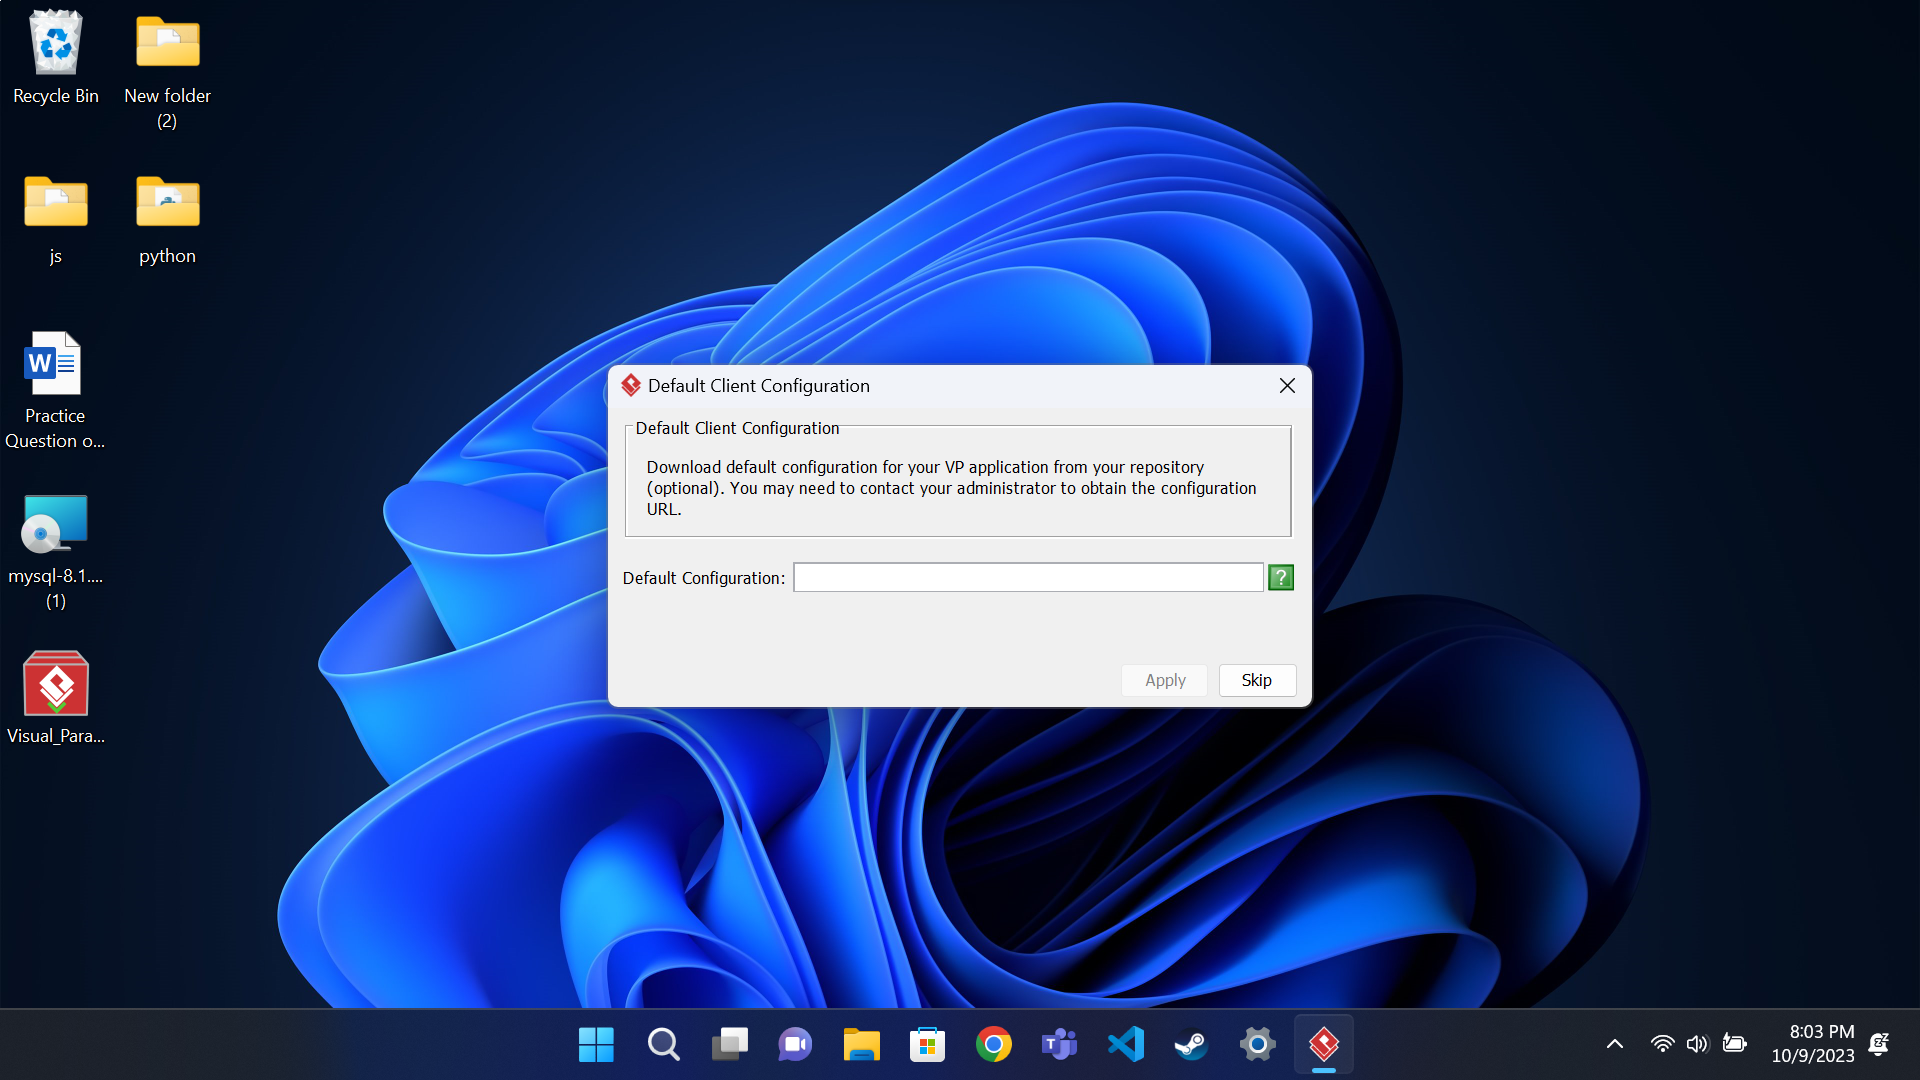 Recycle Bin
New folder
(2)
js
python
Practice
Question o...
mysql-8.1....
(1)
Visual_Para...
Default Client Configuration
Default Client Configuration
Download default configuration for your VP application from your repository
(optional). You may need to contact your administrator to obtain the configuration
URL.
Default Configuration:
?
Apply
Skip
8:03 PM
10/9/2023